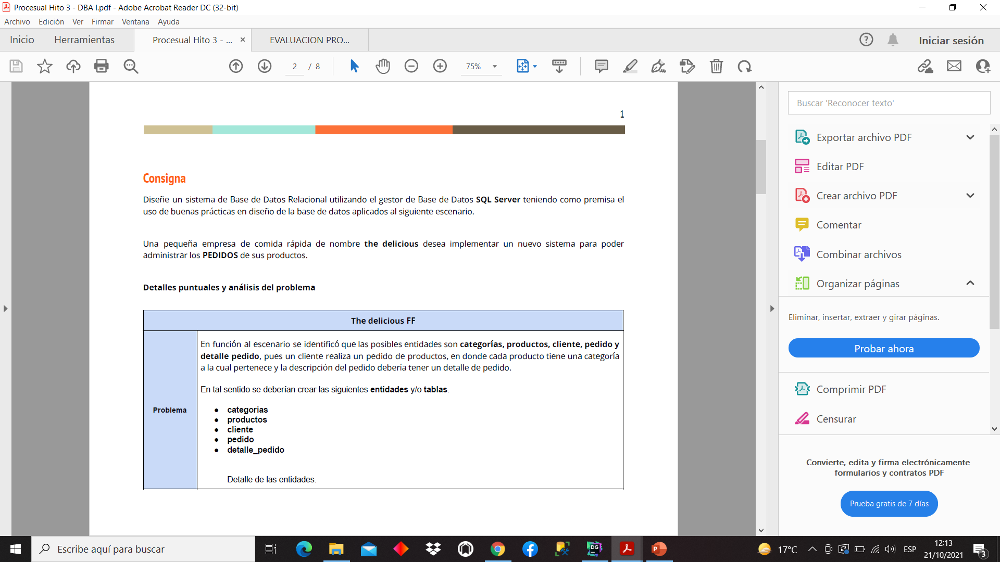 Procesual Hito 3 - DBA I.pdf - Adobe Acrobat Reader DC (32-bit)
Archivo Edición Ver Firmar Ventana Ayuda
Inicio Herramientas Procesual Hito 3 - ... × EVALUACION PRO... Iniciar sesión
2 / 8 75%
1
Consigna
Diseñe un sistema de Base de Datos Relacional utilizando el gestor de Base de Datos SQL Server teniendo como premisa el
uso de buenas prácticas en diseño de la base de datos aplicados al siguiente escenario.
Una pequeña empresa de comida rápida de nombre the delicious desea implementar un nuevo sistema para poder
administrar los PEDIDOS de sus productos.
Detalles puntuales y análisis del problema
The delicious FF
Problema
En función al escenario se identificó que las posibles entidades son categorías, productos, cliente, pedido y
detalle pedido, pues un cliente realiza un pedido de productos, en donde cada producto tiene una categoría
a la cual pertenece y la descripción del pedido debería tener un detalle de pedido.
En tal sentido se deberían crear las siguientes entidades y/o tablas.
● categorias
● productos
● cliente
● pedido
● detalle_pedido
Detalle de las entidades.
Buscar 'Reconocer texto'
Exportar archivo PDF
Editar PDF
Crear archivo PDF
Comentar
Combinar archivos
Organizar páginas
Eliminar, insertar, extraer y girar páginas.
Probar ahora
Comprimir PDF
Censurar
Convierte, edita y firma electrónicamente
formularios y contratos PDF
Prueba gratis de 7 días
Escribe aquí para buscar
DG
P
17°C
ESP
12:13
21/10/2021
3